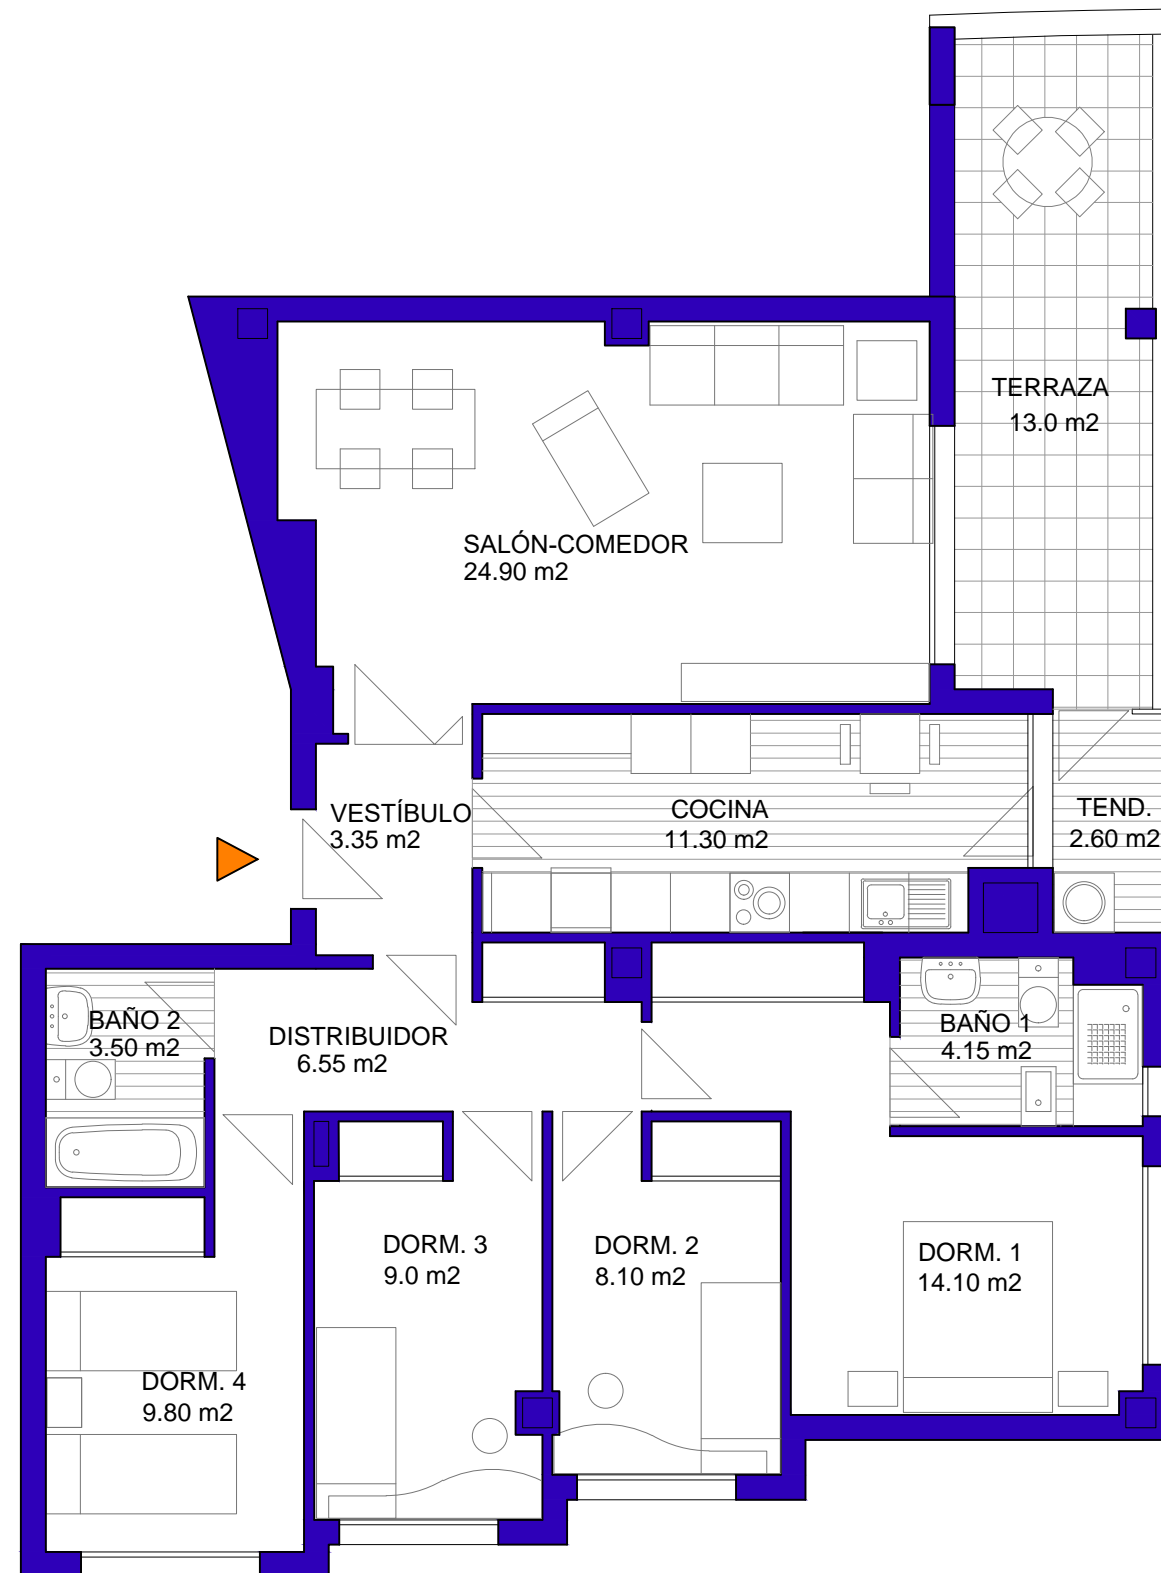 TERRAZA
13.0 m2
SALÓN-COMEDOR
24.90 m2
VESTÍBULO
3.35 m2
COCINA
11.30 m2
TEND.
2.60 m2
BAÑO 2
3.50 m2
DISTRIBUIDOR
6.55 m2
BAÑO 1
4.15 m2
DORM. 3
9.0 m2
DORM. 2
8.10 m2
DORM. 1
14.10 m2
DORM. 4
9.80 m2